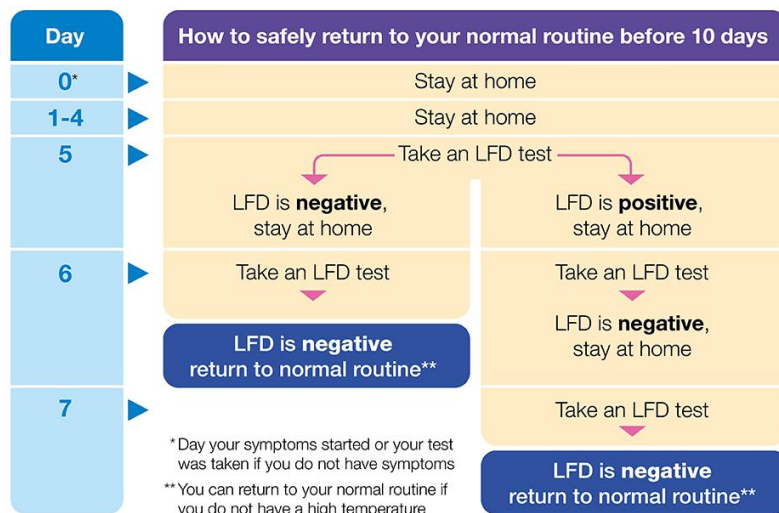 Day
How to safely return to your normal routine before 10 days
0*
Stay at home
1-4
Stay at home
5
Take an LFD test
LFD is negative,
stay at home
LFD is positive,
stay at home
6
Take an LFD test
LFD is negative
return to normal routine**
Take an LFD test
LFD is negative,
stay at home
7
Take an LFD test
LFD is negative
return to normal routine**
* Day your symptoms started or your test
was taken if you do not have symptoms
** You can return to your normal routine if
you do not have a high temperature